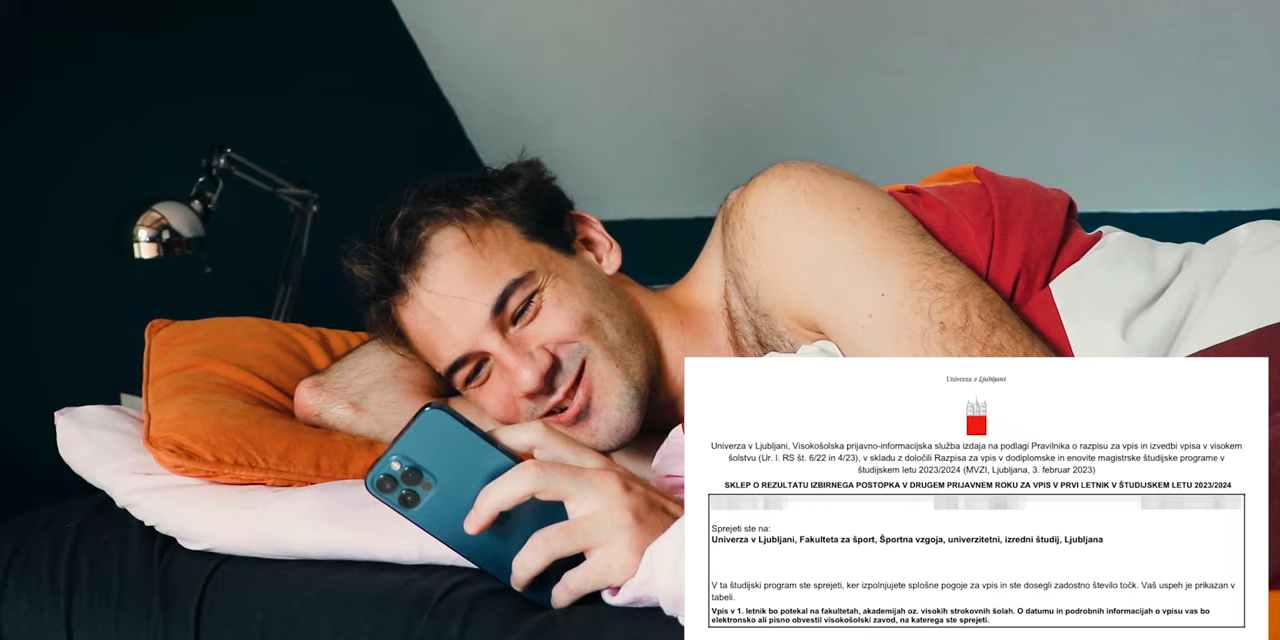 Univerza v Ljubljani
Univerza v Ljubljani, Visokošolska prijavno-informacijska služba izdaja na podlagi Pravilnika o razpisu za vpis in izvedbi vpisa v visokem
šolstvu (Ur. l. RS št. 6/22 in 4/23), v skladu z določili Razpisa za vpis v dodiplomske in enovite magistrske študijske programe v
študijskem letu 2023/2024 (MVZI, Ljubljana, 3. februar 2023)
SKLEP O REZULTATU IZBIRNEGA POSTOPKA V DRUGEM PRIJAVNEM ROKU ZA VPIS V PRVI LETNIK V ŠTUDIJSKEM LETU 2023/2024
Sprejeti ste na:
Univerza v Ljubljani, Fakulteta za šport, Športna vzgoja, univerzitetni, izredni študij, Ljubljana
V ta študijski program ste sprejeti, ker izpolnjujete splošne pogoje za vpis in ste dosegli zadostno število točk. Vaš uspeh je prikazan v
tabeli.
Vpis v 1. letnik bo potekal na fakultetah, akademijah oz. visokih strokovnih šolah. O datumu in podrobnih informacijah o vpisu vas bo
elektronsko ali pisno obvestil visokošolski zavod, na katerega ste sprejeti.